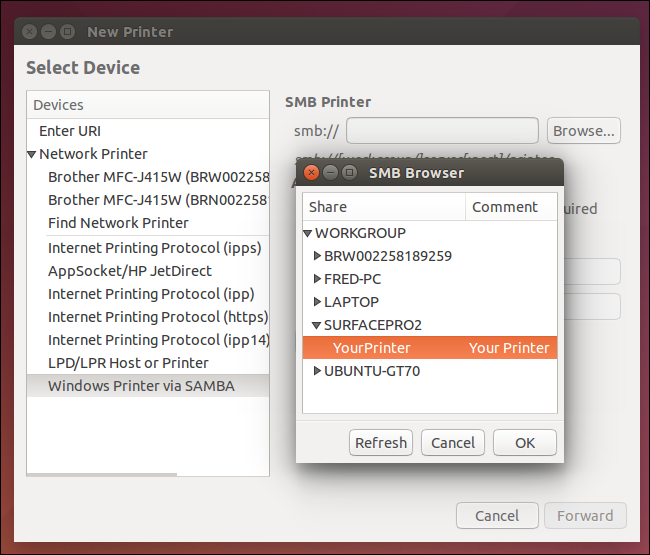 New Printer
Select Device
Devices
Enter URI
Network Printer
Brother MFC-J415W (BRW002258
Brother MFC-J415W (BRN0022581
Find Network Printer
Internet Printing Protocol (ipps)
AppSocket/HP JetDirect
Internet Printing Protocol (ipp)
Internet Printing Protocol (https)
Internet Printing Protocol (ipp14)
LPD/LPR Host or Printer
Windows Printer via SAMBA
SMB Printer
smb://
Browse...
SMB Browser
Share Comment
WORKGROUP
BRW002258189259
FRED-PC
LAPTOP
SURFACEPRO2
YourPrinter Your Printer
UBUNTU-GT70
Refresh Cancel OK
uired
Cancel Forward